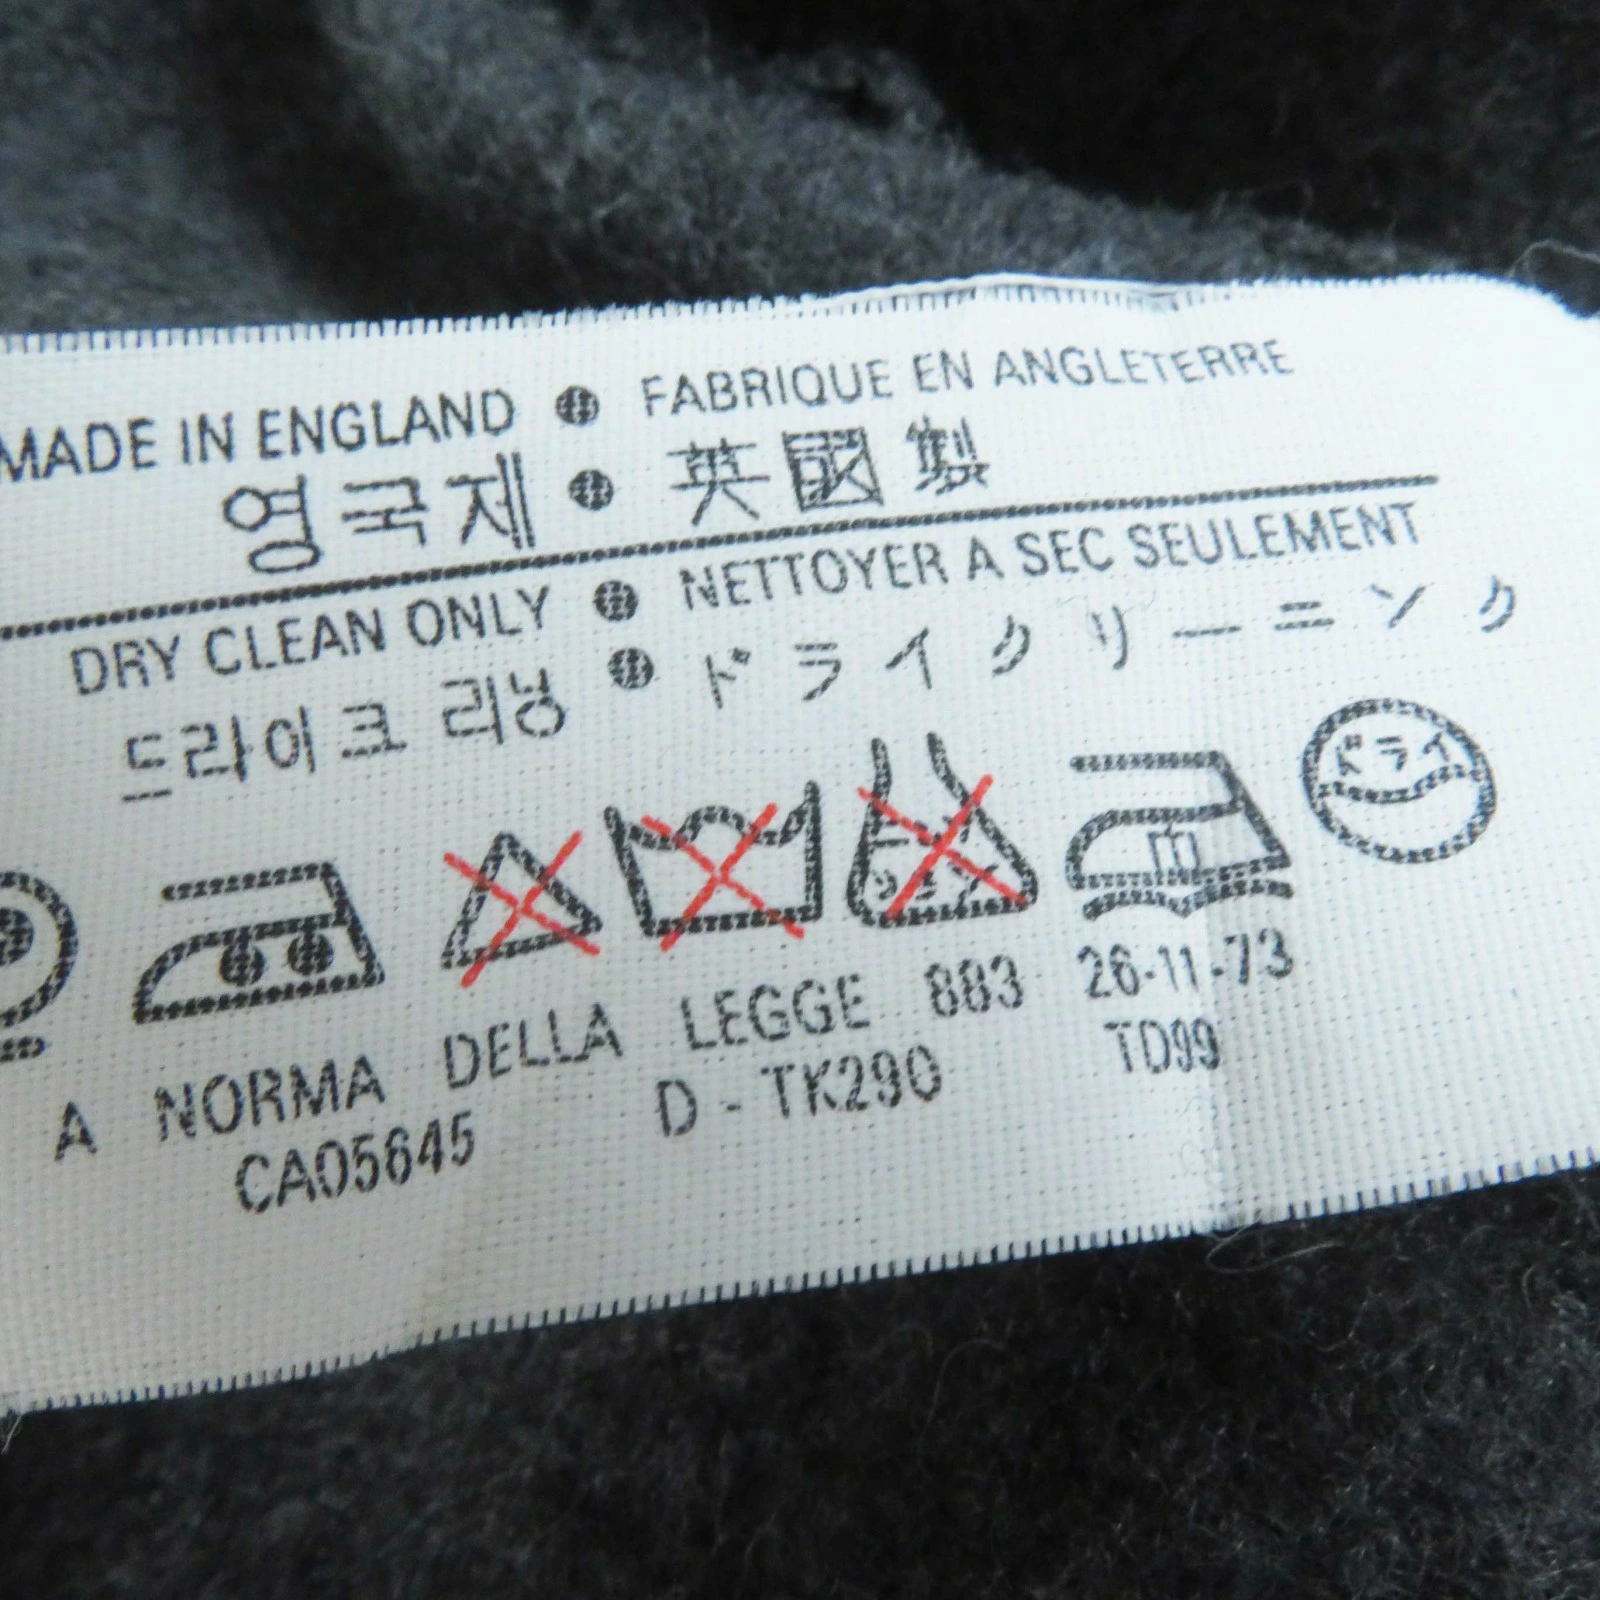 MADE IN ENGLAND ● FABRIQUE EN ANGLETERRE
영국제 ● 英國製
DRY CLEAN ONLY ● NETTOYER A SEC SEULEMENT
드라이크리닝 ● ドライクリーニンク
ドライ
A NORMA DELLA LEGGE 883 26-11-73
CA05645 D - TK290 TD99